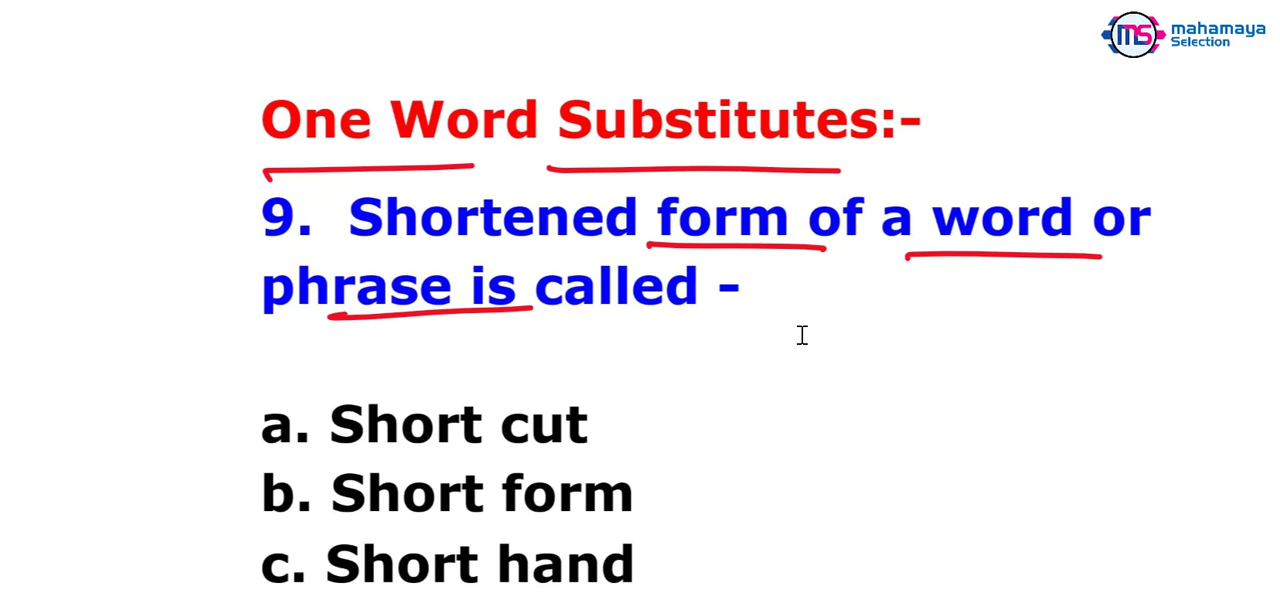 mahamaya
Selection
One Word Substitutes:-
9. Shortened form of a word or
phrase is called -
a. Short cut
b. Short form
c. Short hand